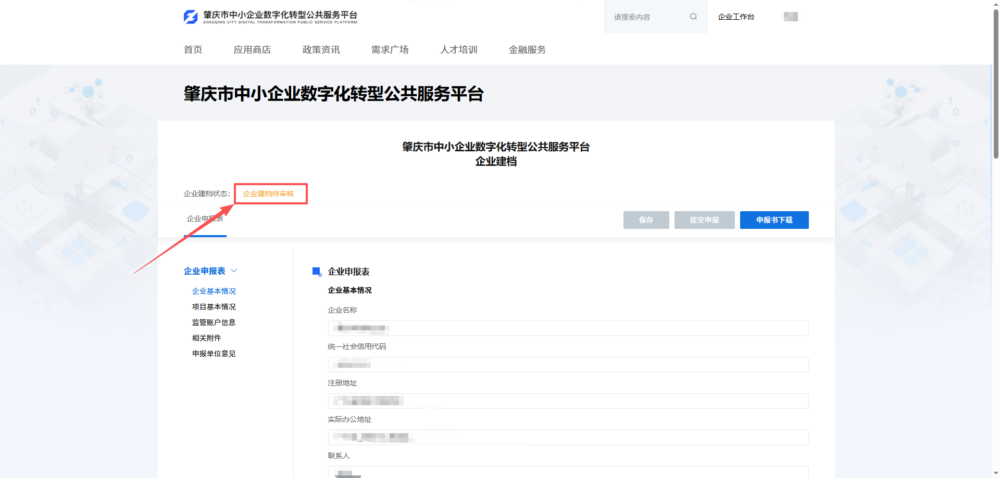 肇庆市中小企业数字化转型公共服务平台
ZHAOQING CITY DIGITAL TRANSFORMATION PUBLIC SERVICE PLATFORM
请搜索内容
企业工作台
首页
应用商店
政策资讯
需求广场
人才培训
金融服务
肇庆市中小企业数字化转型公共服务平台
肇庆市中小企业数字化转型公共服务平台
企业建档
企业建档状态：
企业建档待审核
企业申报表
保存
提交申报
申报书下载
企业申报表
企业基本情况
项目基本情况
监管账户信息
相关附件
申报单位意见
企业申报表
企业基本情况
企业名称
统一社会信用代码
注册地址
实际办公地址
联系人